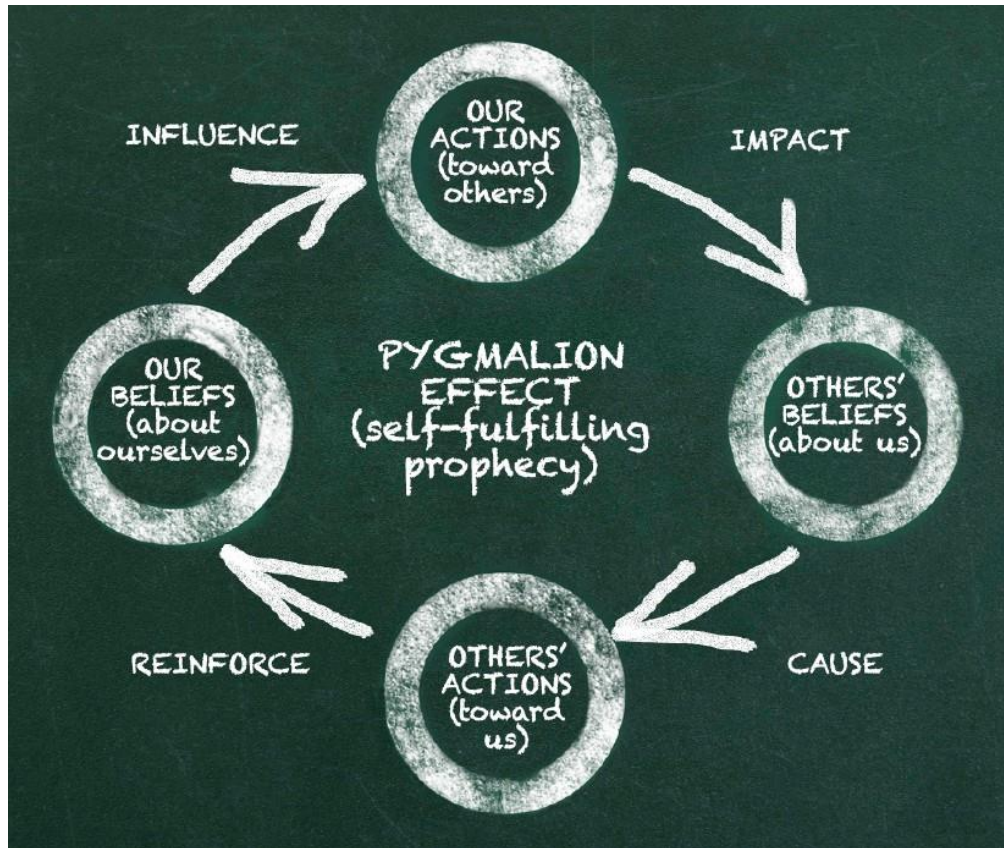 INFLUENCE
OUR
ACTIONS
(toward
others)
IMPACT
OUR
BELIEFS
(about
ourselves)
PYGMALION
EFFECT
(self-fulfilling
prophecy)
OTHERS'
BELIEFS
(about us)
REINFORCE
OTHERS'
ACTIONS
(toward
us)
CAUSE